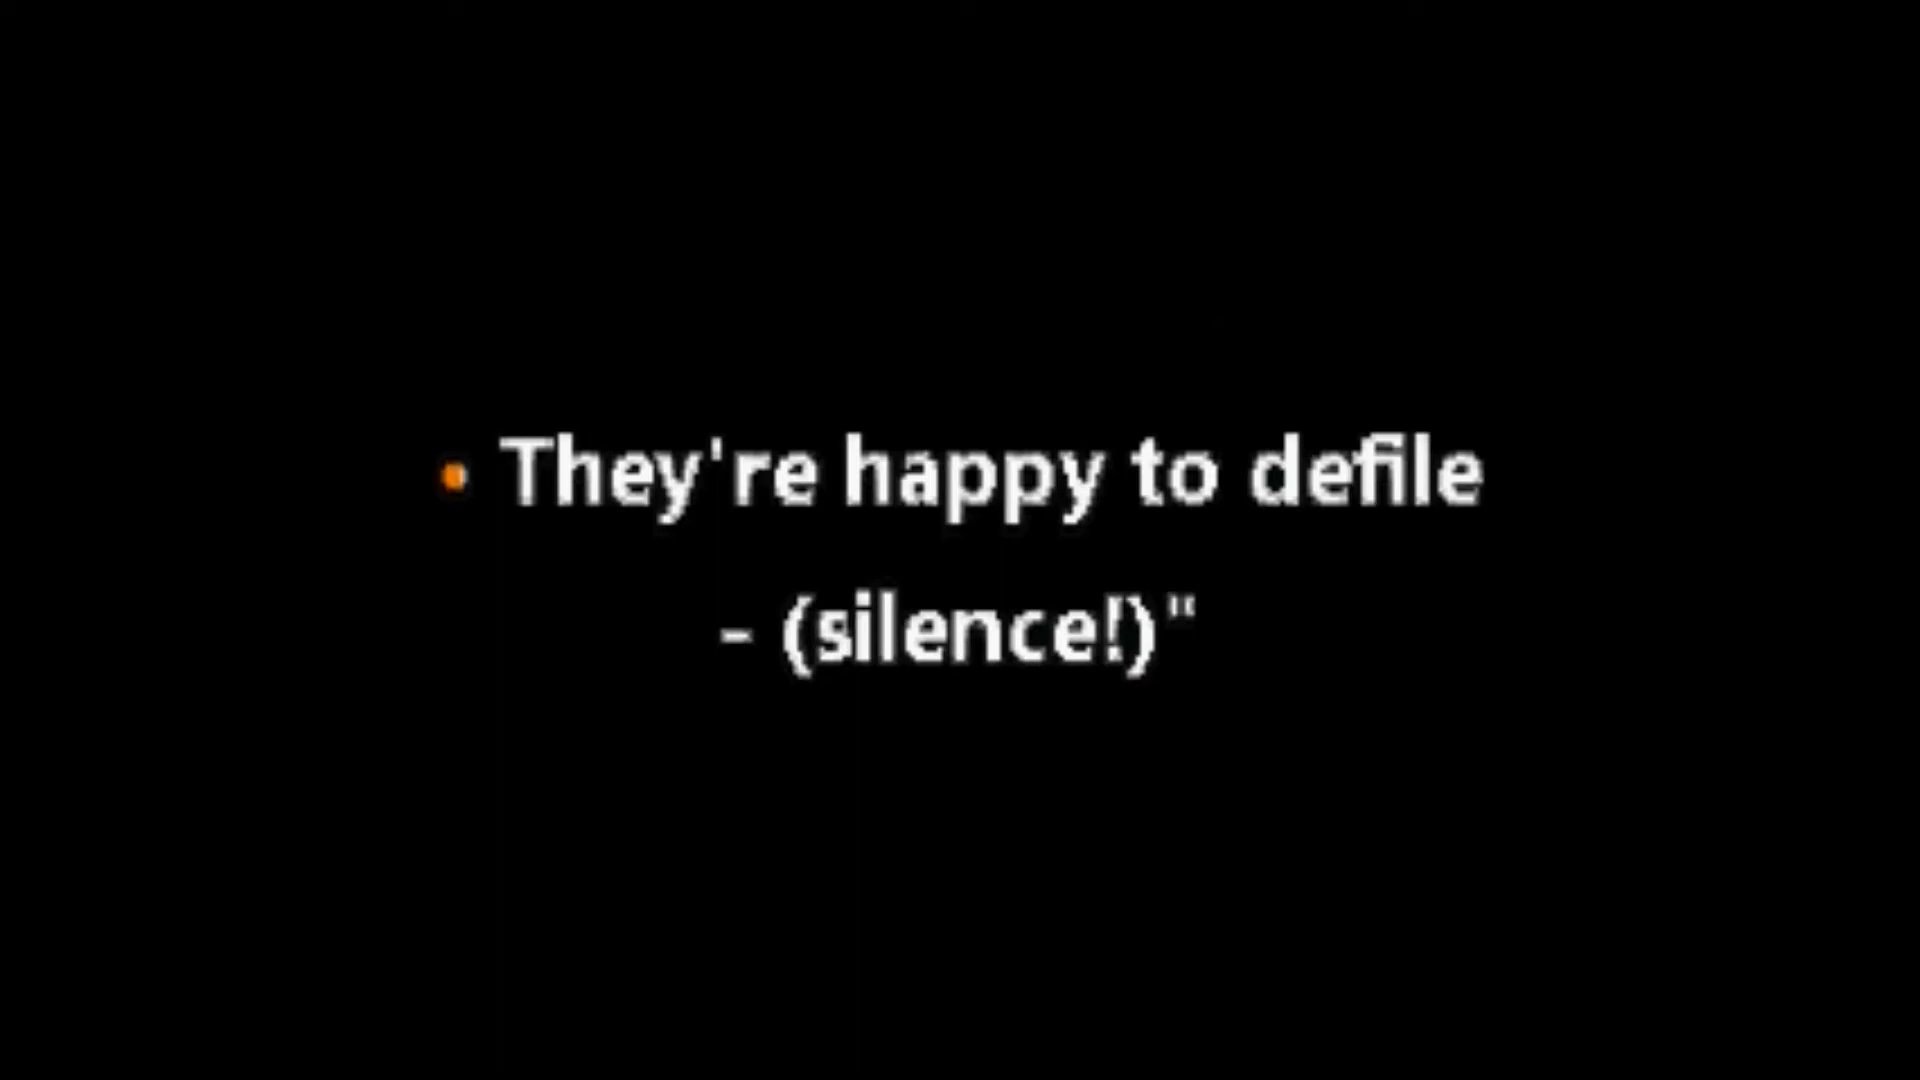 • They're happy to defile
- (silence!)"